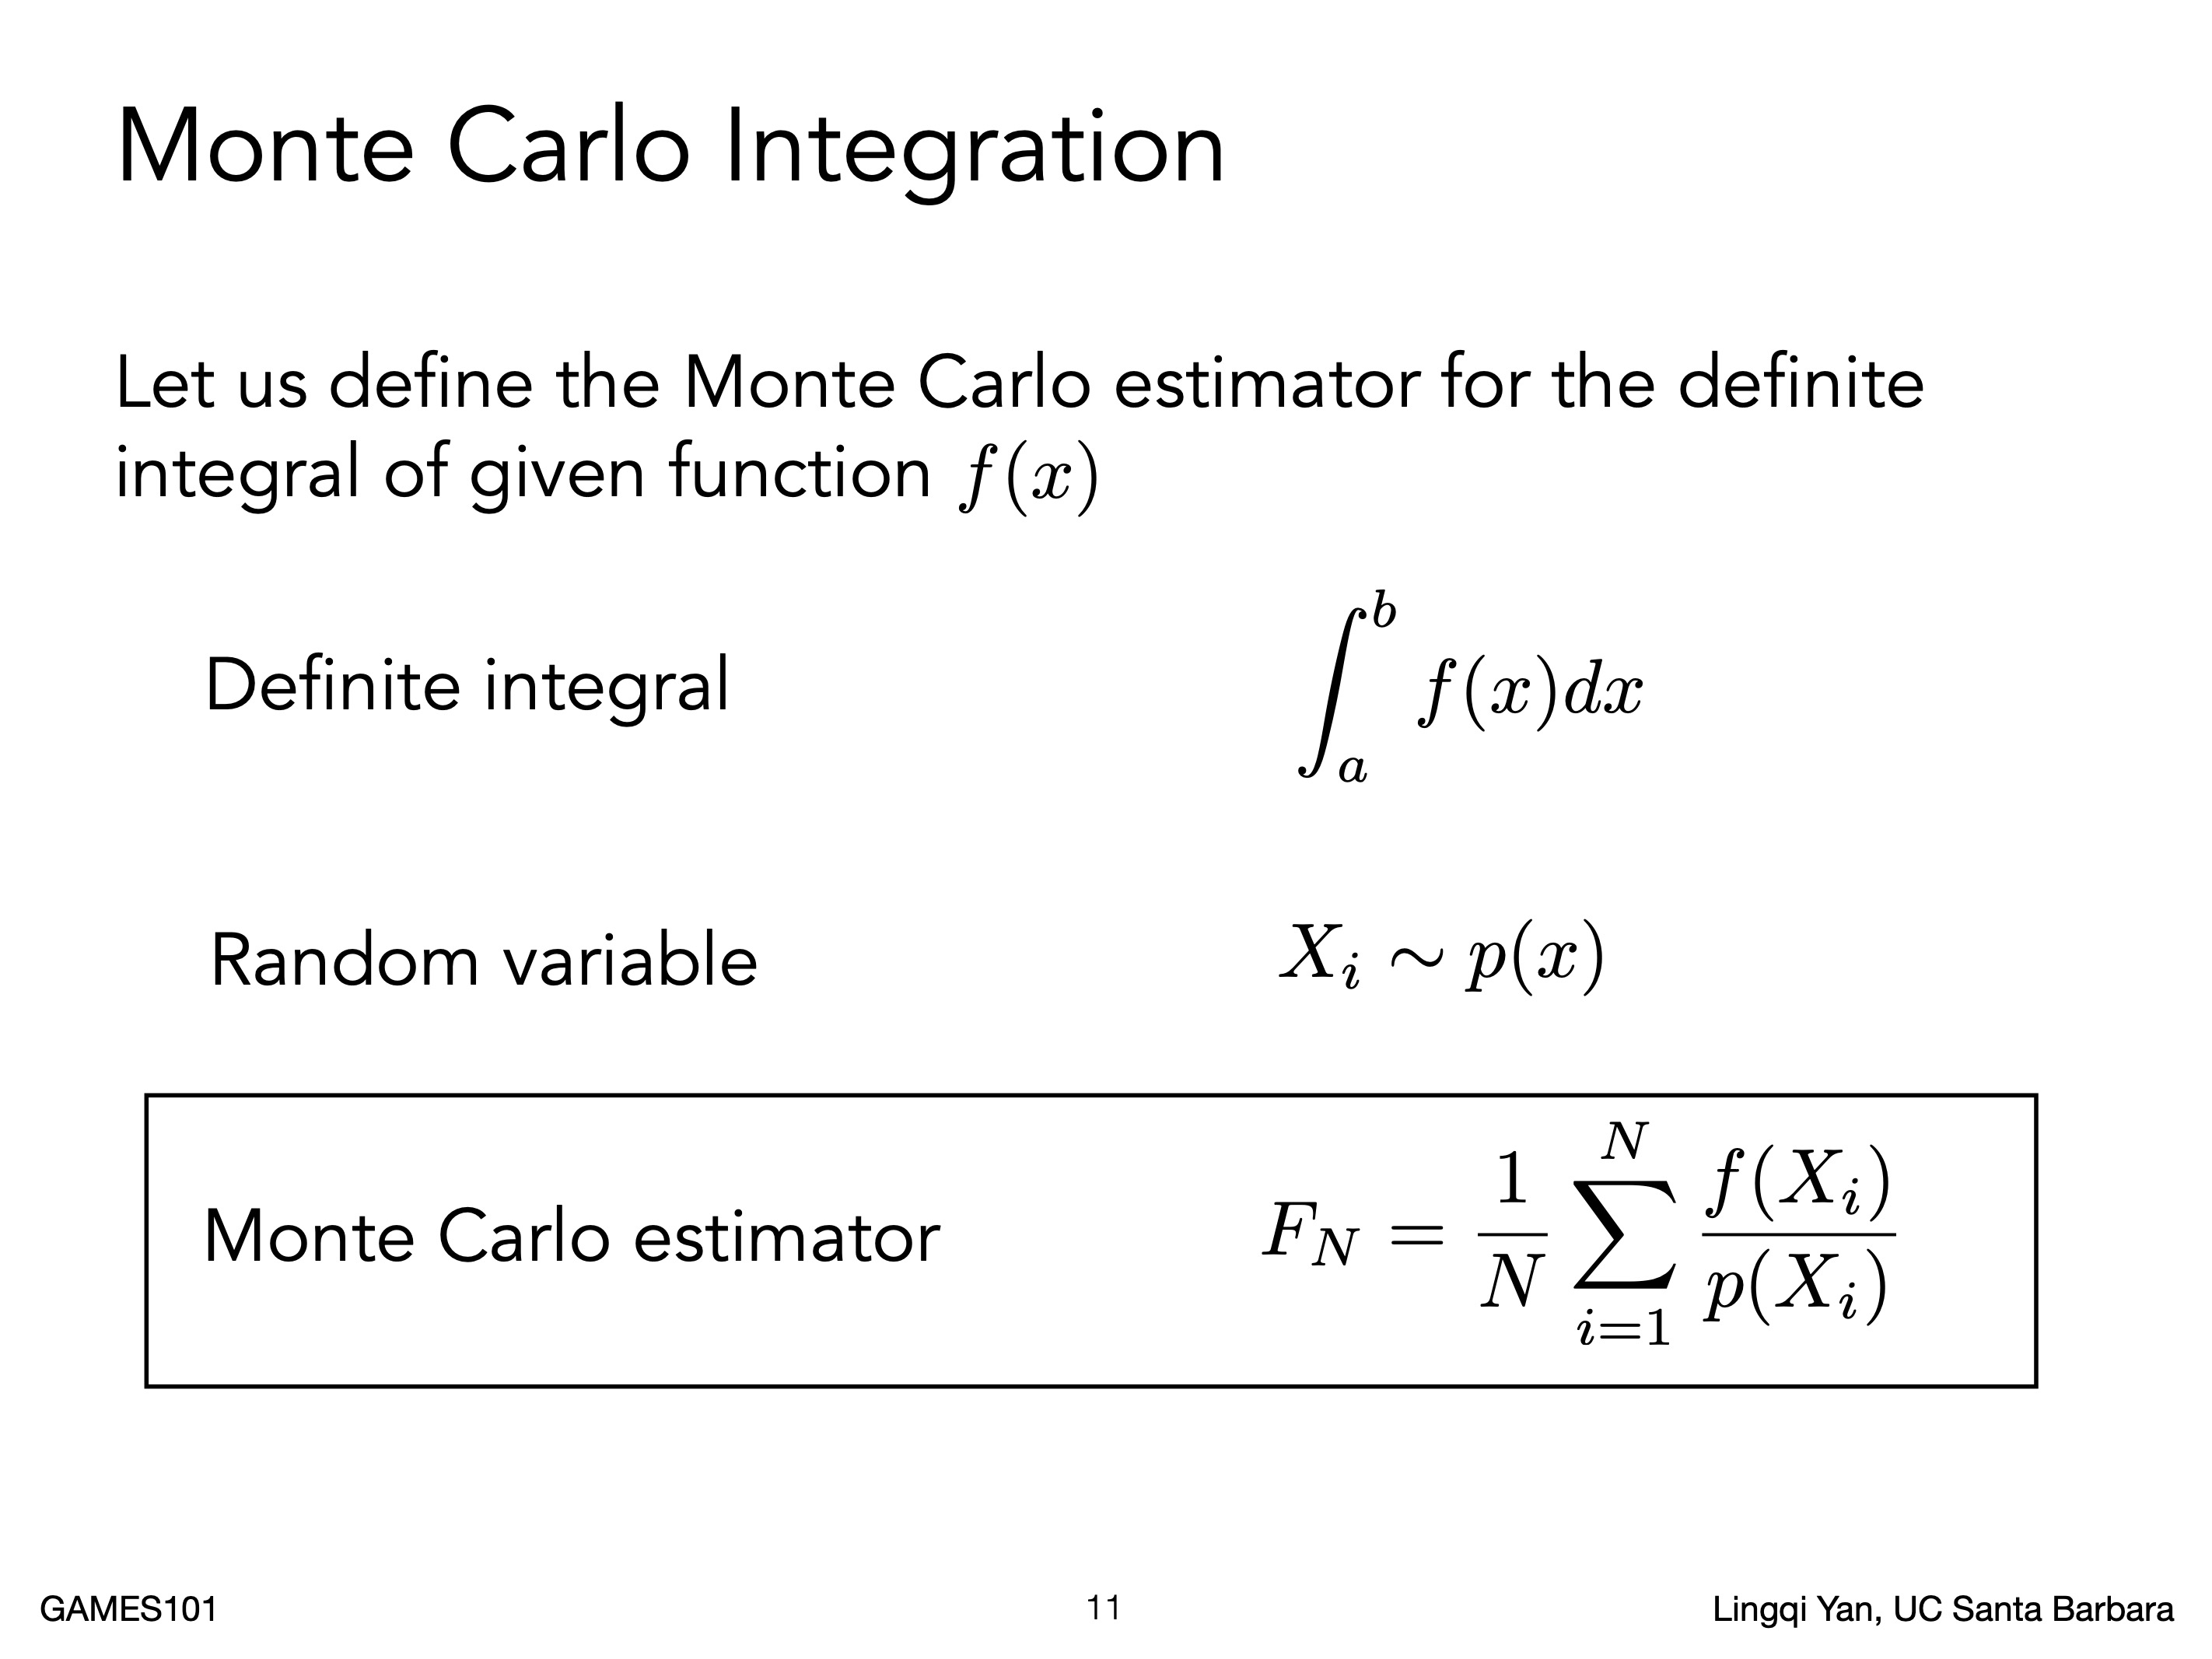 Monte Carlo Integration
Let us define the Monte Carlo estimator for the definite
integral of given function $f(x)$
Definite integral $\int_a^b f(x)dx$
Random variable $X_i \sim p(x)$
Monte Carlo estimator $F_N = \frac{1}{N} \sum_{i=1}^{N} \frac{f(X_i)}{p(X_i)}$
GAMES101 11 Lingqi Yan, UC Santa Barbara